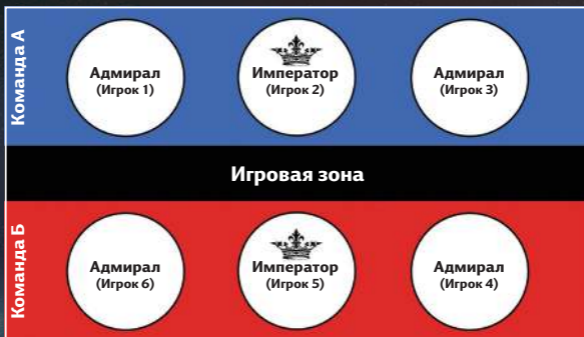 Команда А
Адмирал
(Игрок 1)
Император
(Игрок 2)
Адмирал
(Игрок 3)
Игровая зона
Команда Б
Адмирал
(Игрок 6)
Император
(Игрок 5)
Адмирал
(Игрок 4)